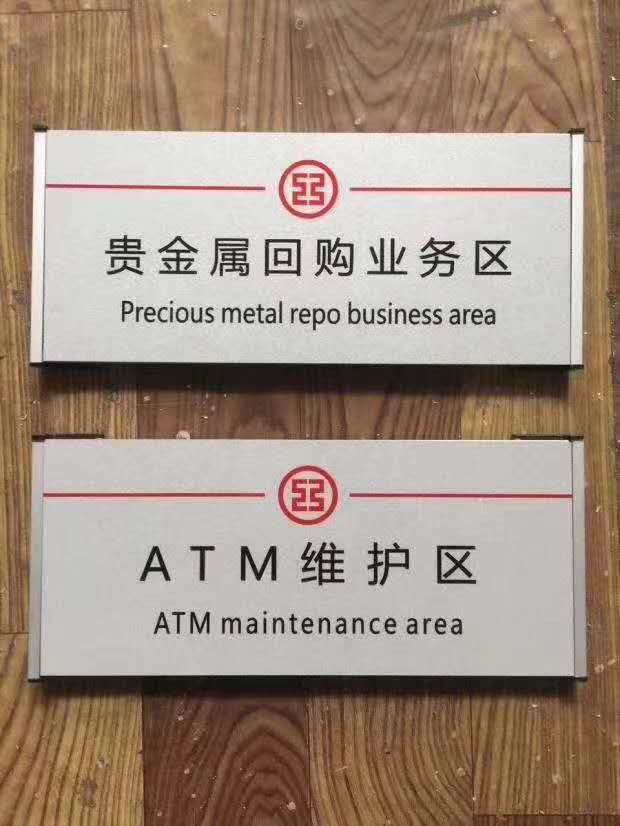 贵金属回购业务区
Precious metal repo business area
ATM维护区
ATM maintenance area